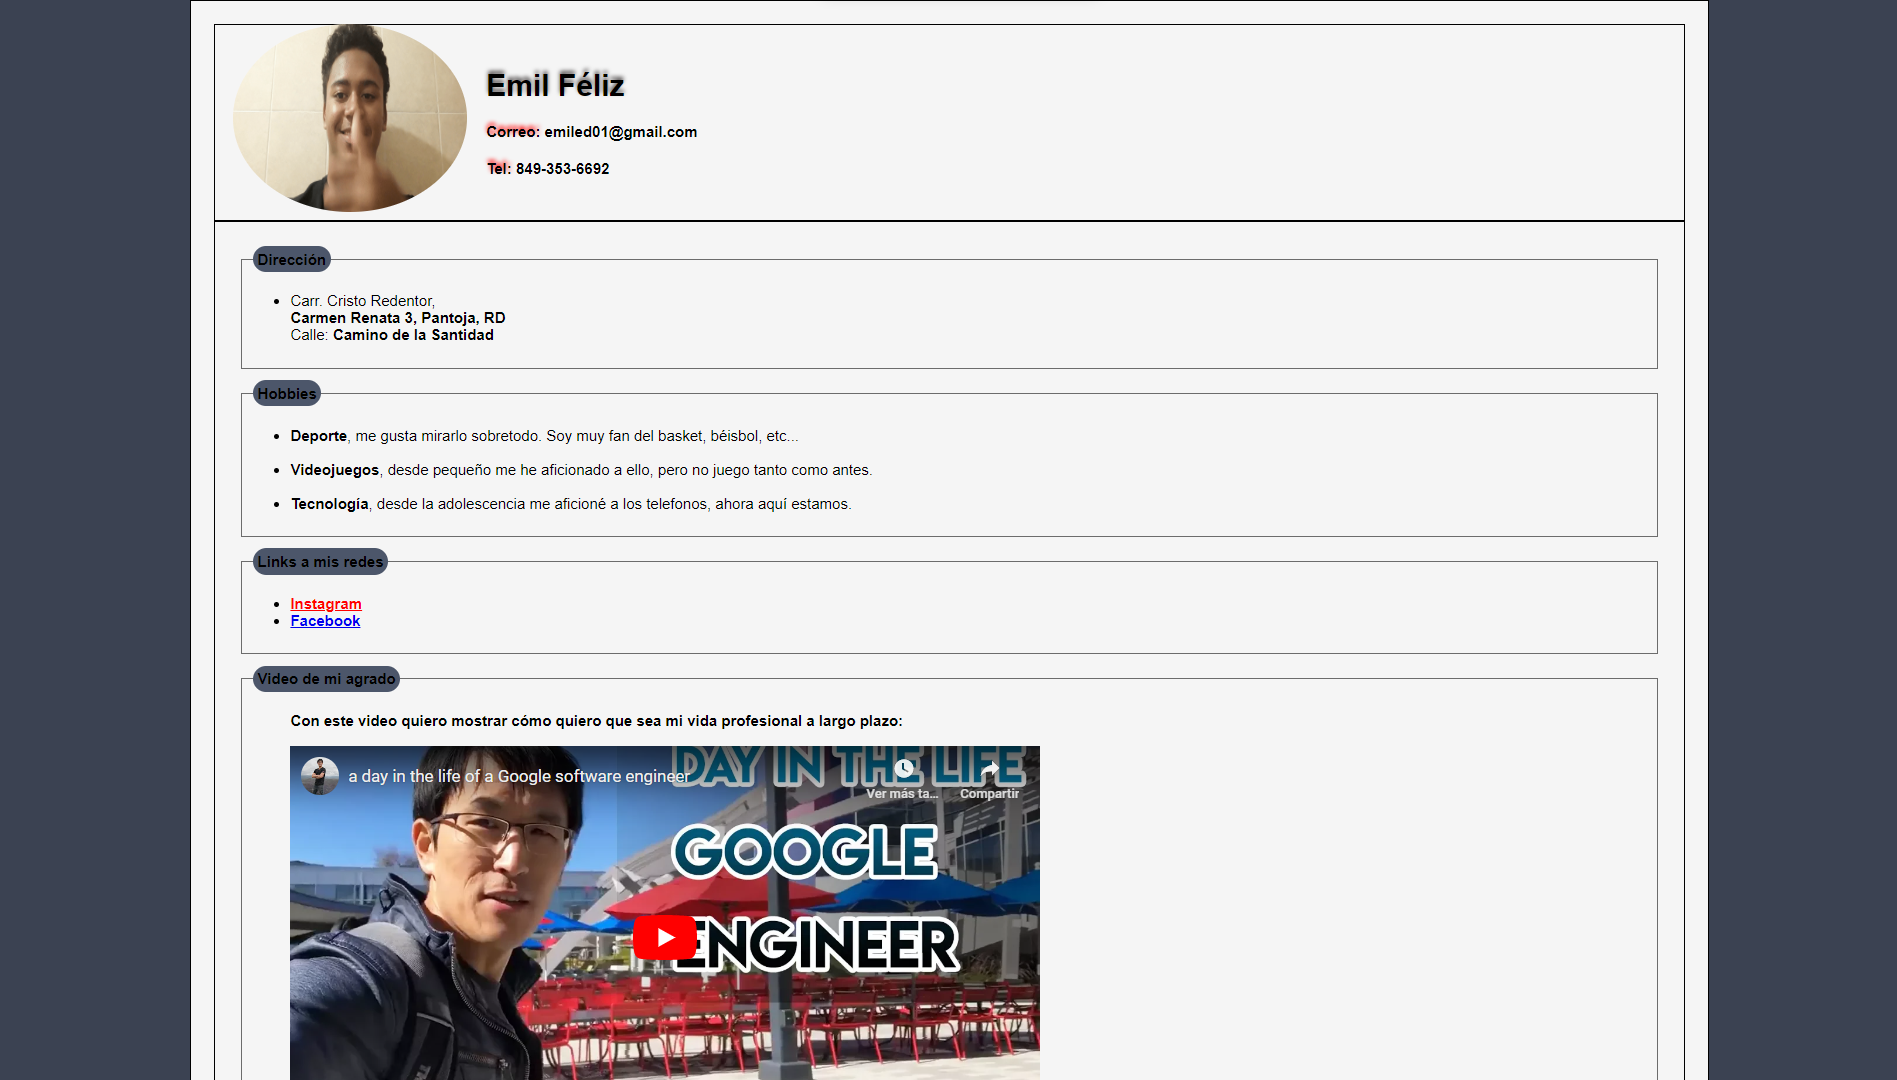 Emil Féliz
Correo: emiled01@gmail.com
Tel: 849-353-6692
Dirección
Carr. Cristo Redentor,
Carmen Renata 3, Pantoja, RD
Calle: Camino de la Santidad
Hobbies
Deporte, me gusta mirarlo sobretodo. Soy muy fan del basket, béisbol, etc...
Videojuegos, desde pequeño me he aficionado a ello, pero no juego tanto como antes.
Tecnología, desde la adolescencia me aficioné a los telefonos, ahora aquí estamos.
Links a mis redes
Instagram
Facebook
Video de mi agrado
Con este video quiero mostrar cómo quiero que sea mi vida profesional a largo plazo:
a day in the life of a Google software engineer
Ver más ta...
Compartir
DAY IN THE LIFE
GOOGLE
ENGINEER